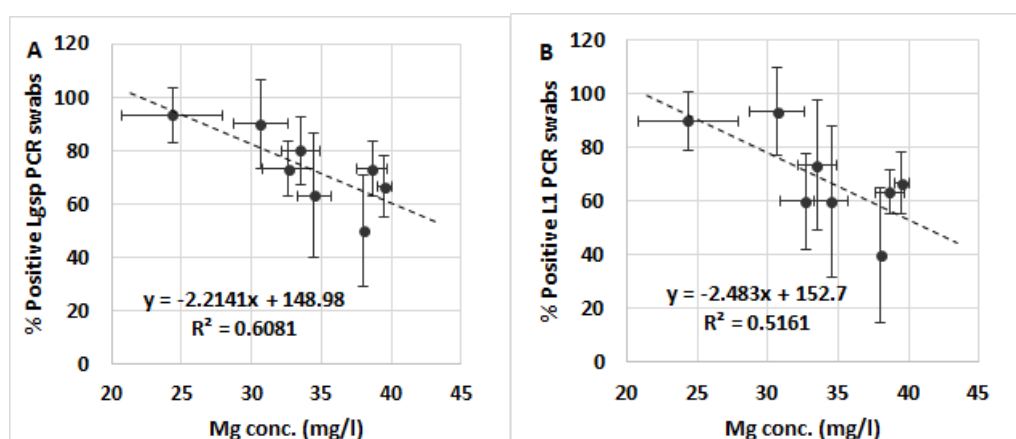 A
% Positive Lgsp PCR swabs
120
100
80
60
40
20
0
y = -2.2141x + 148.98
R² = 0.6081
20 25 30 35 40 45
Mg conc. (mg/l)
B
% Positive L1 PCR swabs
120
100
80
60
40
20
0
y = -2.483x + 152.7
R² = 0.5161
20 25 30 35 40 45
Mg conc. (mg/l)